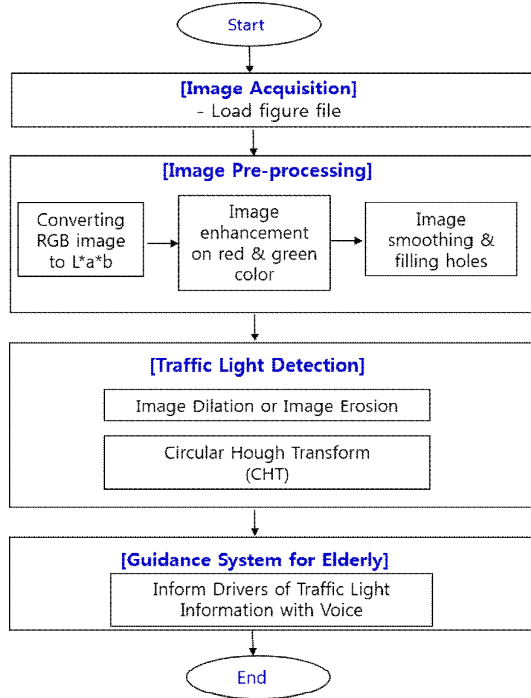 Start
[Image Acquisition]
- Load figure file
[Image Pre-processing]
Converting
RGB image
to L*a*b
Image
enhancement
on red & green
color
Image
smoothing &
filling holes
[Traffic Light Detection]
Image Dilation or Image Erosion
Circular Hough Transform
(CHT)
[Guidance System for Elderly]
Inform Drivers of Traffic Light
Information with Voice
End